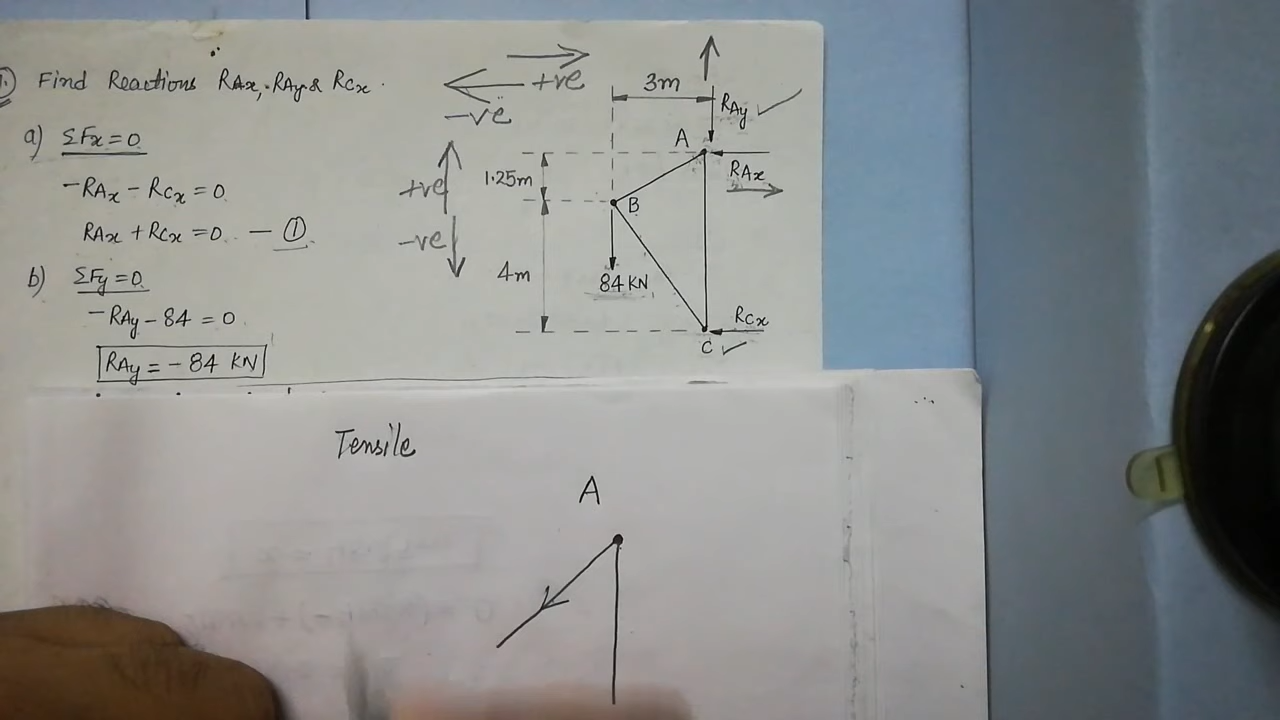 1. Find Reactions RAx, RAy & RCx.
a) ΣFx = 0
-RAx - RCx = 0
RAx + RCx = 0 - ①
b) ΣFy = 0
-RAy - 84 = 0
RAy = - 84 KN
+ve
-ve
+ve
-ve
3m
RAy
A
RAx
1.25m
B
4m
84 KN
RCx
C
Tensile
A